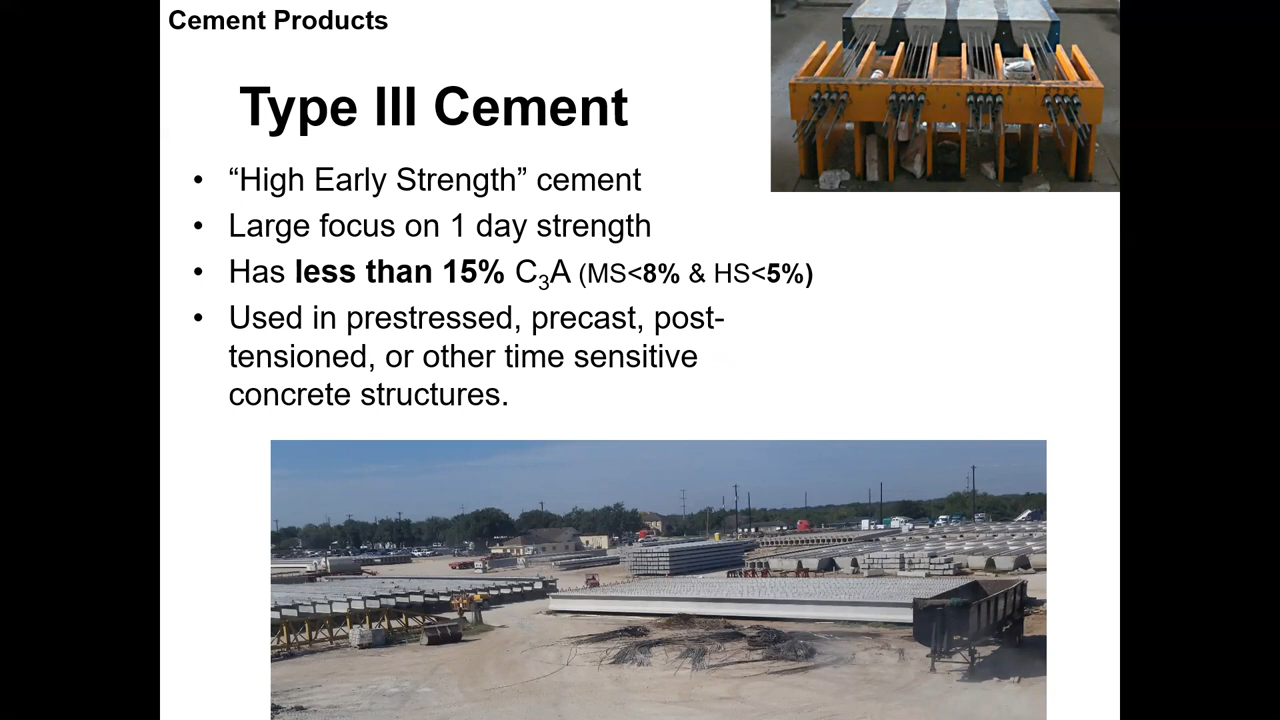 Cement Products
Type III Cement
• “High Early Strength” cement
• Large focus on 1 day strength
• Has less than 15% C₃A (MS<8% & HS<5%)
• Used in prestressed, precast, post-
tensioned, or other time sensitive
concrete structures.